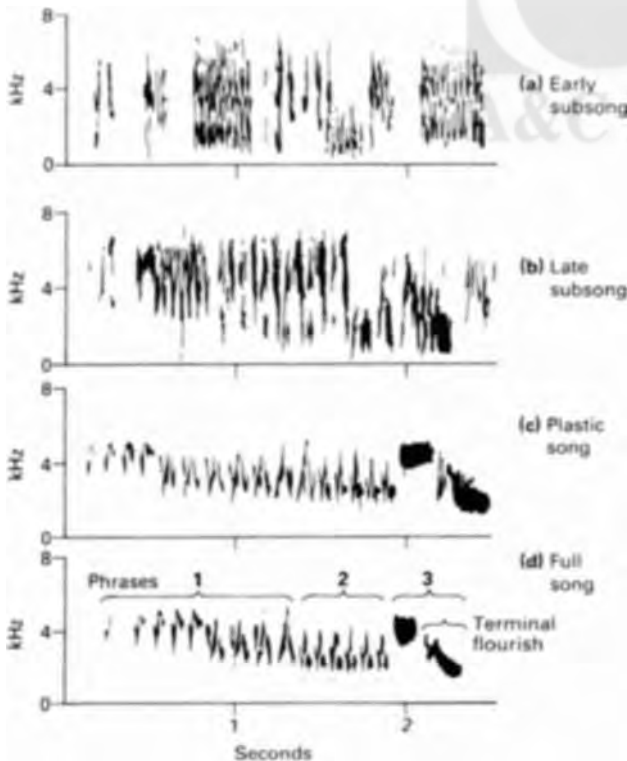 8
kHz
4
0
(a) Early
subsong
A&C
8
kHz
4
0
(b) Late
subsong
8
kHz
4
0
(c) Plastic
song
8
kHz
4
0
(d) Full
song
Phrases 1 2 3
Terminal
flourish
1 2
Seconds